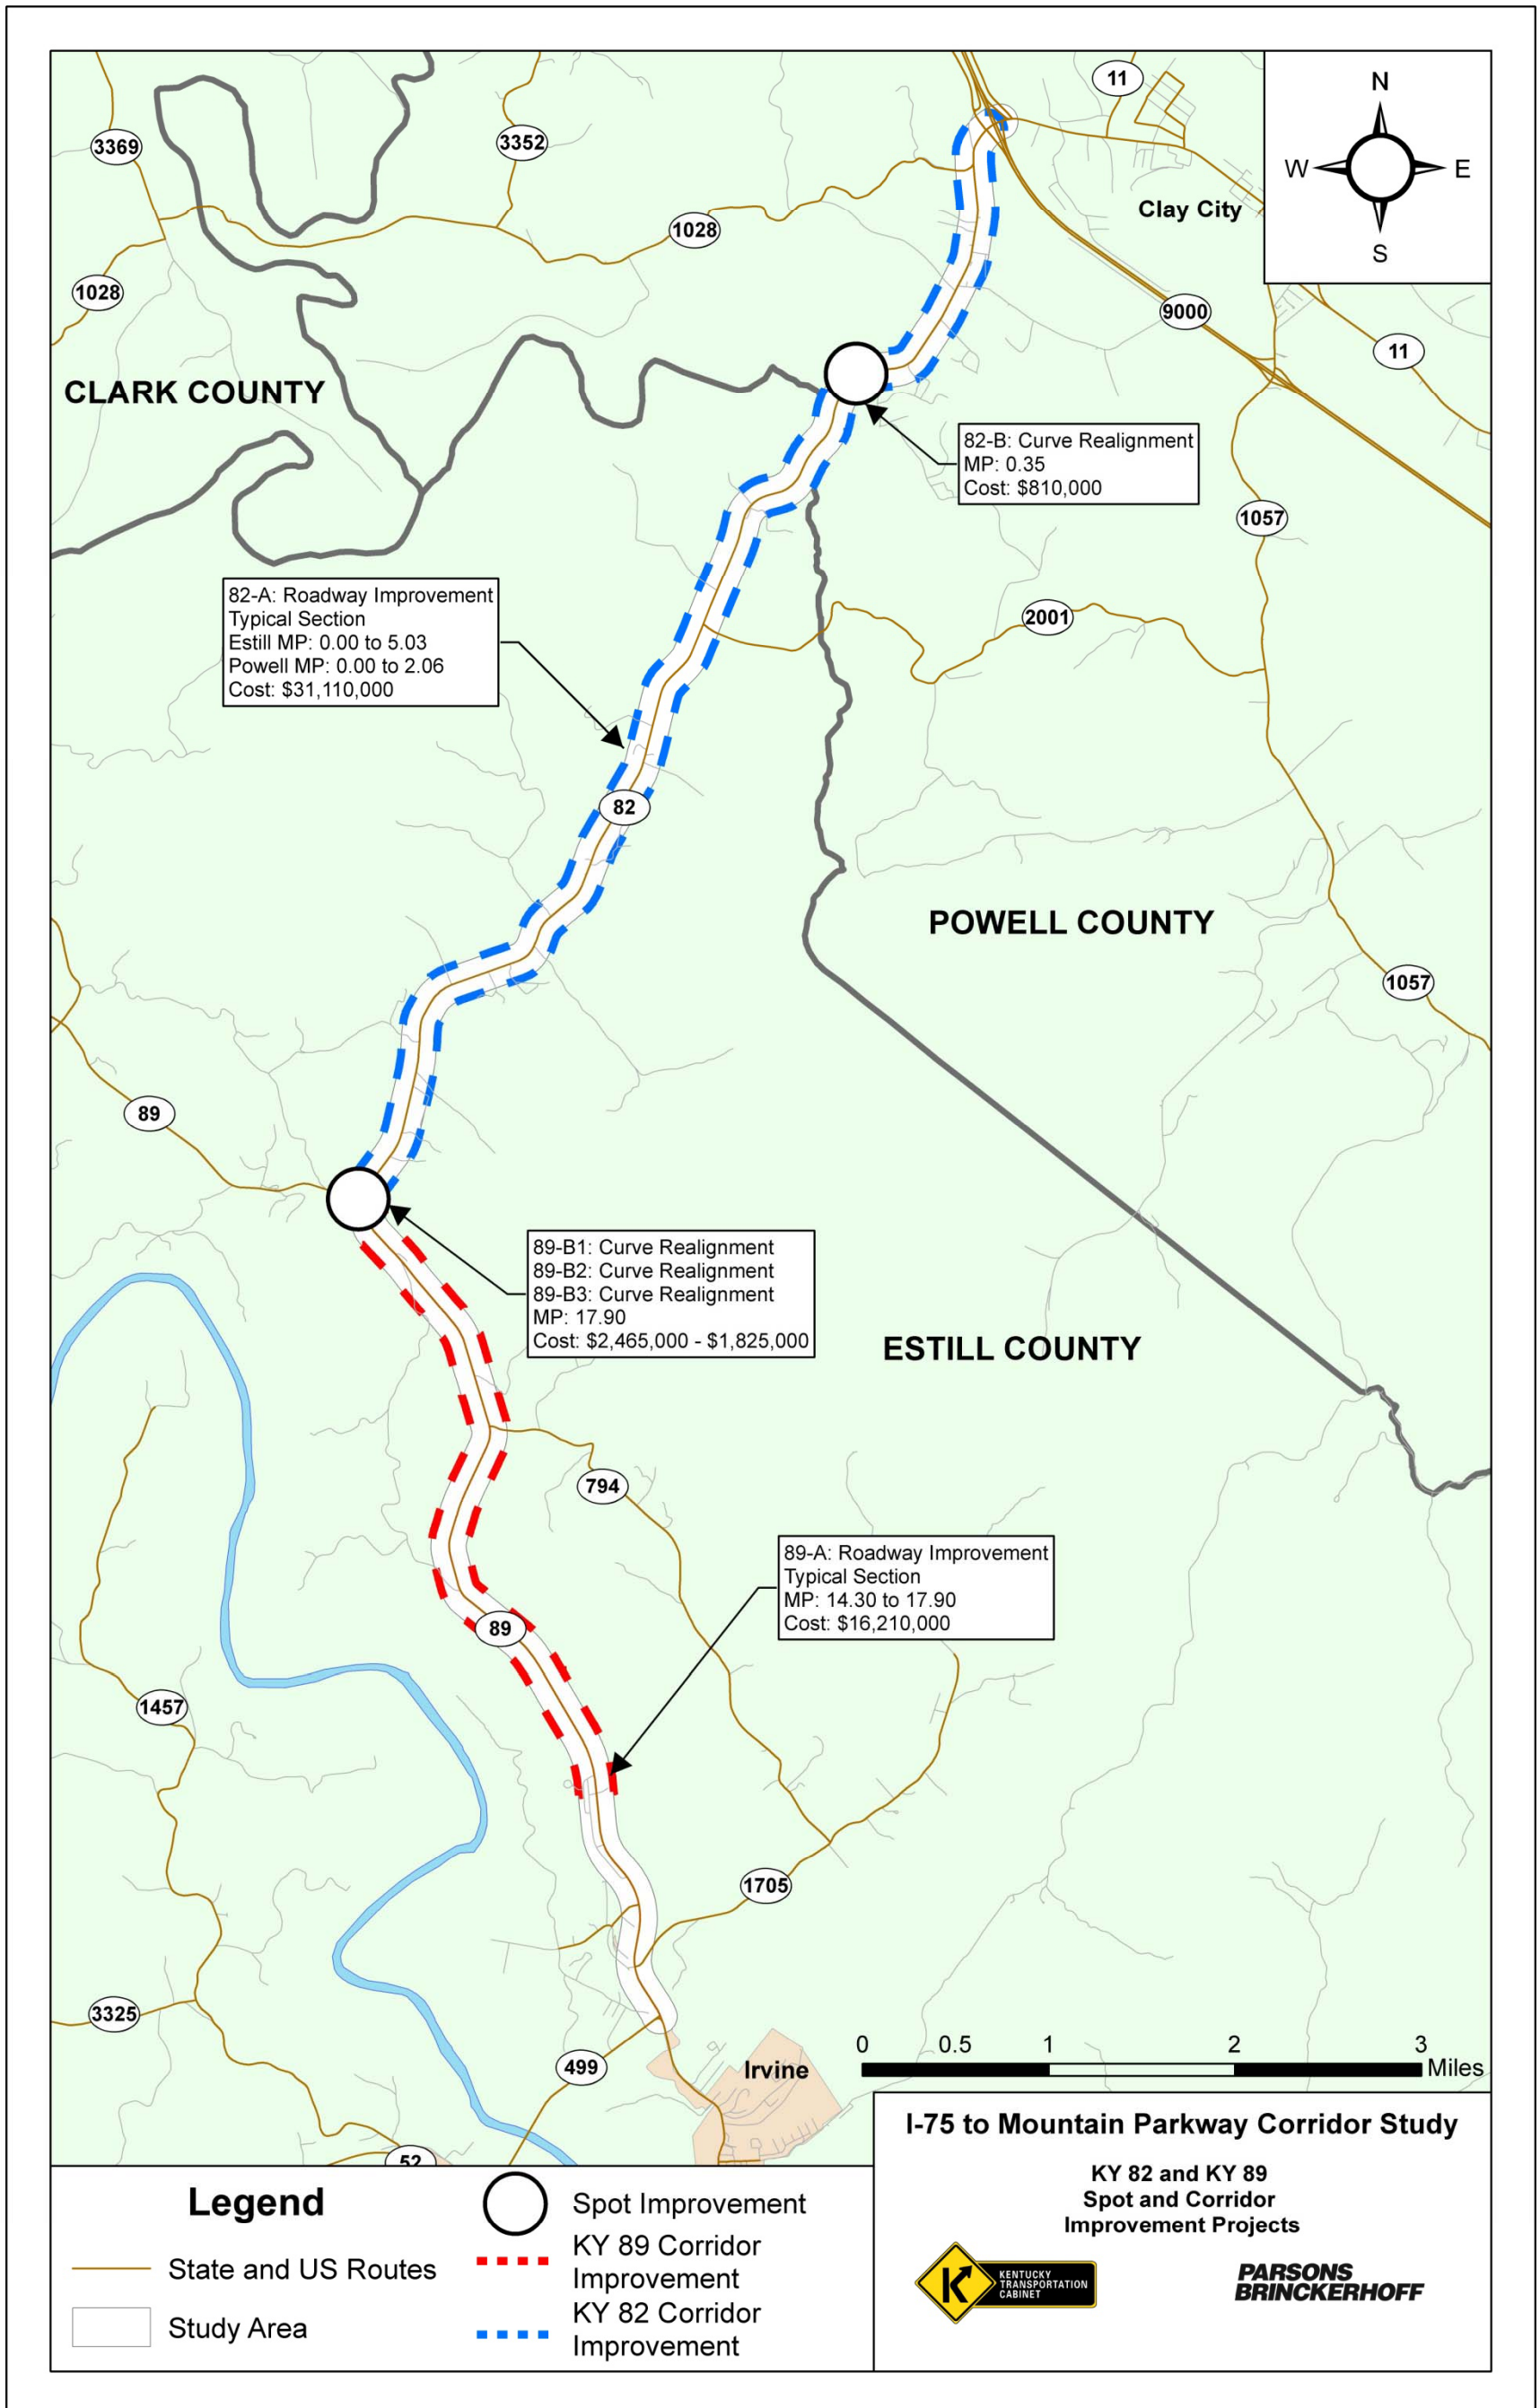 11
N
W
E
S
3369
3352
Clay City
1028
1028
9000
11
CLARK COUNTY
82-B: Curve Realignment
MP: 0.35
Cost: $810,000
1057
82-A: Roadway Improvement
Typical Section
Estill MP: 0.00 to 5.03
Powell MP: 0.00 to 2.06
Cost: $31,110,000
2001
82
POWELL COUNTY
1057
89
89-B1: Curve Realignment
89-B2: Curve Realignment
89-B3: Curve Realignment
MP: 17.90
Cost: $2,465,000 - $1,825,000
ESTILL COUNTY
794
89-A: Roadway Improvement
Typical Section
MP: 14.30 to 17.90
Cost: $16,210,000
89
1457
1705
3325
499
Irvine
0 0.5 1 2 3
Miles
52
I-75 to Mountain Parkway Corridor Study
KY 82 and KY 89
Spot and Corridor
Improvement Projects
KENTUCKY
TRANSPORTATION
CABINET
PARSONS
BRINCKERHOFF
Legend
State and US Routes
Study Area
Spot Improvement
KY 89 Corridor
Improvement
KY 82 Corridor
Improvement